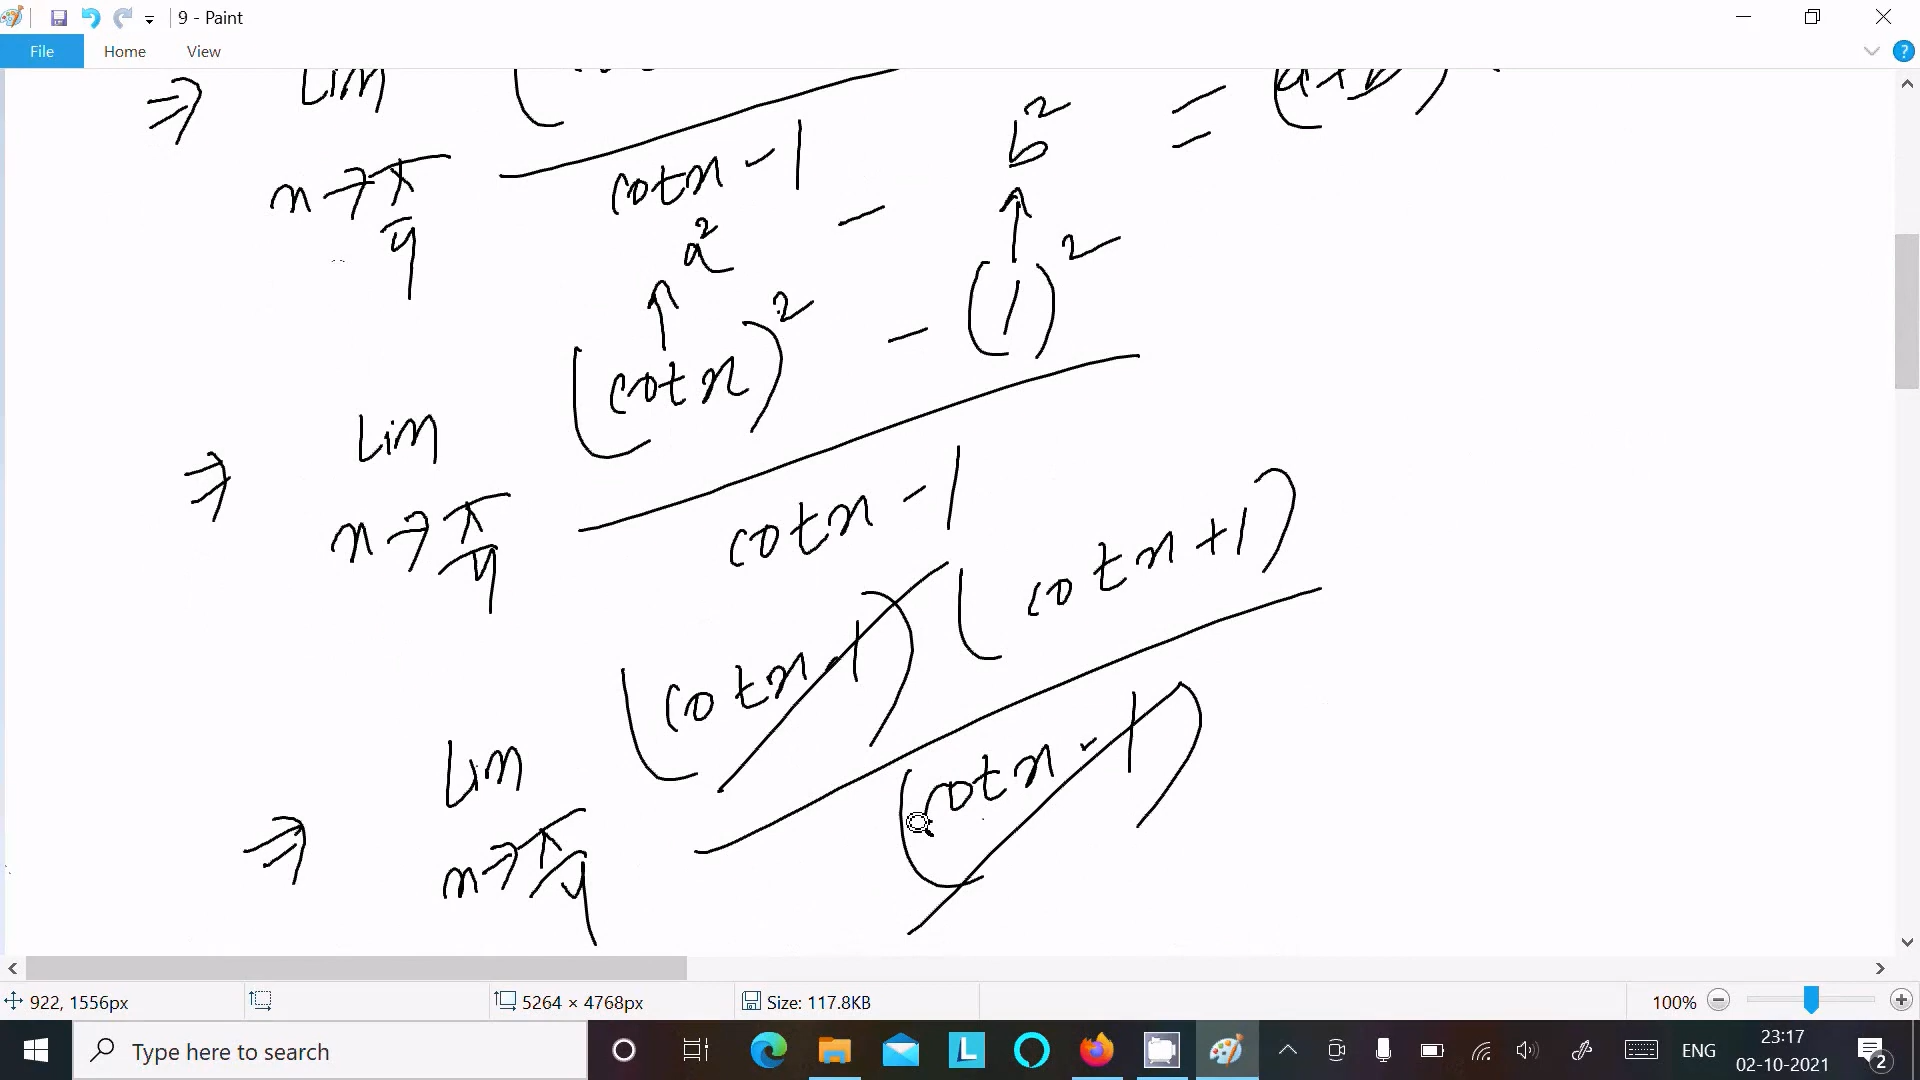 9 - Paint
File Home View
⇒ Lim
x→π/4 cotx - 1
= (a+b)
a² - b²
⇒ Lim (cotx)² - (1)²
x→π/4 cotx - 1
⇒ Lim (cotx-1) (cotx+1)
x→π/4 (cotx-1)
922, 1556px 5264 × 4768px Size: 117.8KB 100%
Type here to search L ENG 23:17
02-10-2021 2